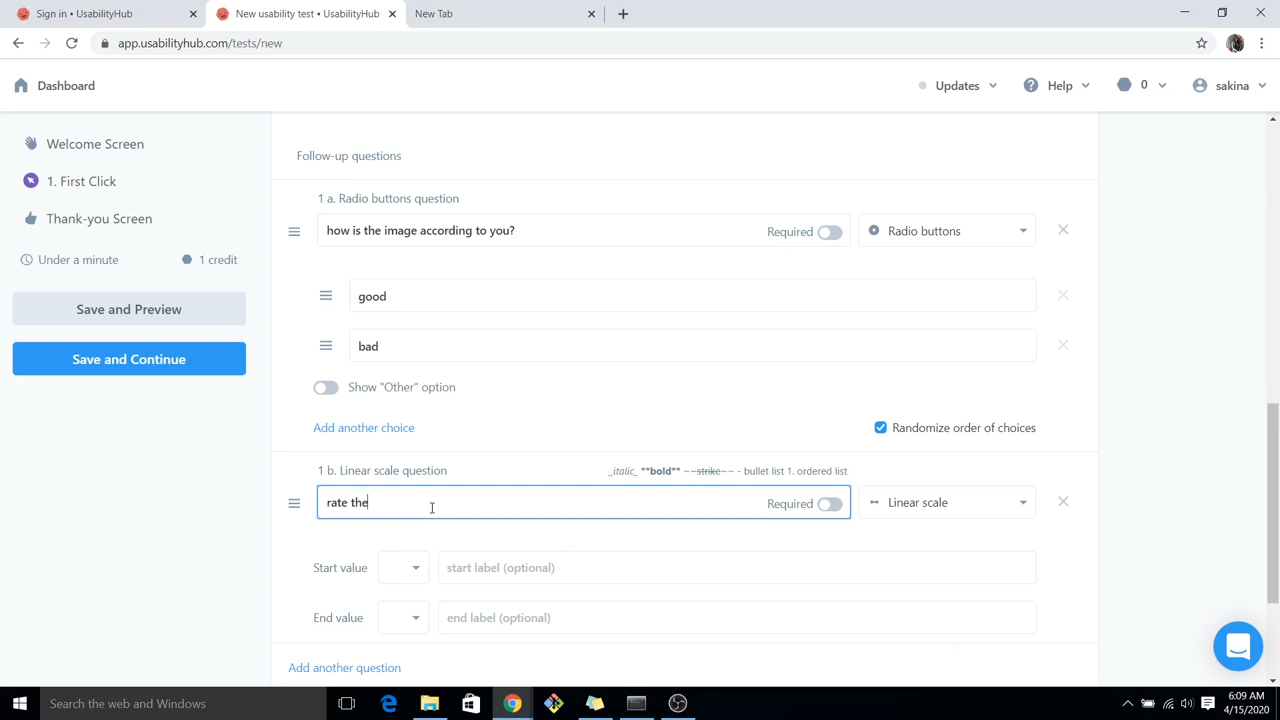 Sign in • UsabilityHub
New usability test • UsabilityHub
New Tab
app.usabilityhub.com/tests/new
Dashboard
Updates
Help
0
sakina
Welcome Screen
1. First Click
Thank-you Screen
Under a minute
1 credit
Save and Preview
Save and Continue
Follow-up questions
1 a. Radio buttons question
how is the image according to you?
Required
Radio buttons
good
bad
Show "Other" option
Add another choice
Randomize order of choices
1 b. Linear scale question
_italic_ **bold** ~~strike~~ - bullet list 1. ordered list
rate the
Required
Linear scale
Start value
start label (optional)
End value
end label (optional)
Add another question
Search the web and Windows
6:09 AM
4/15/2020